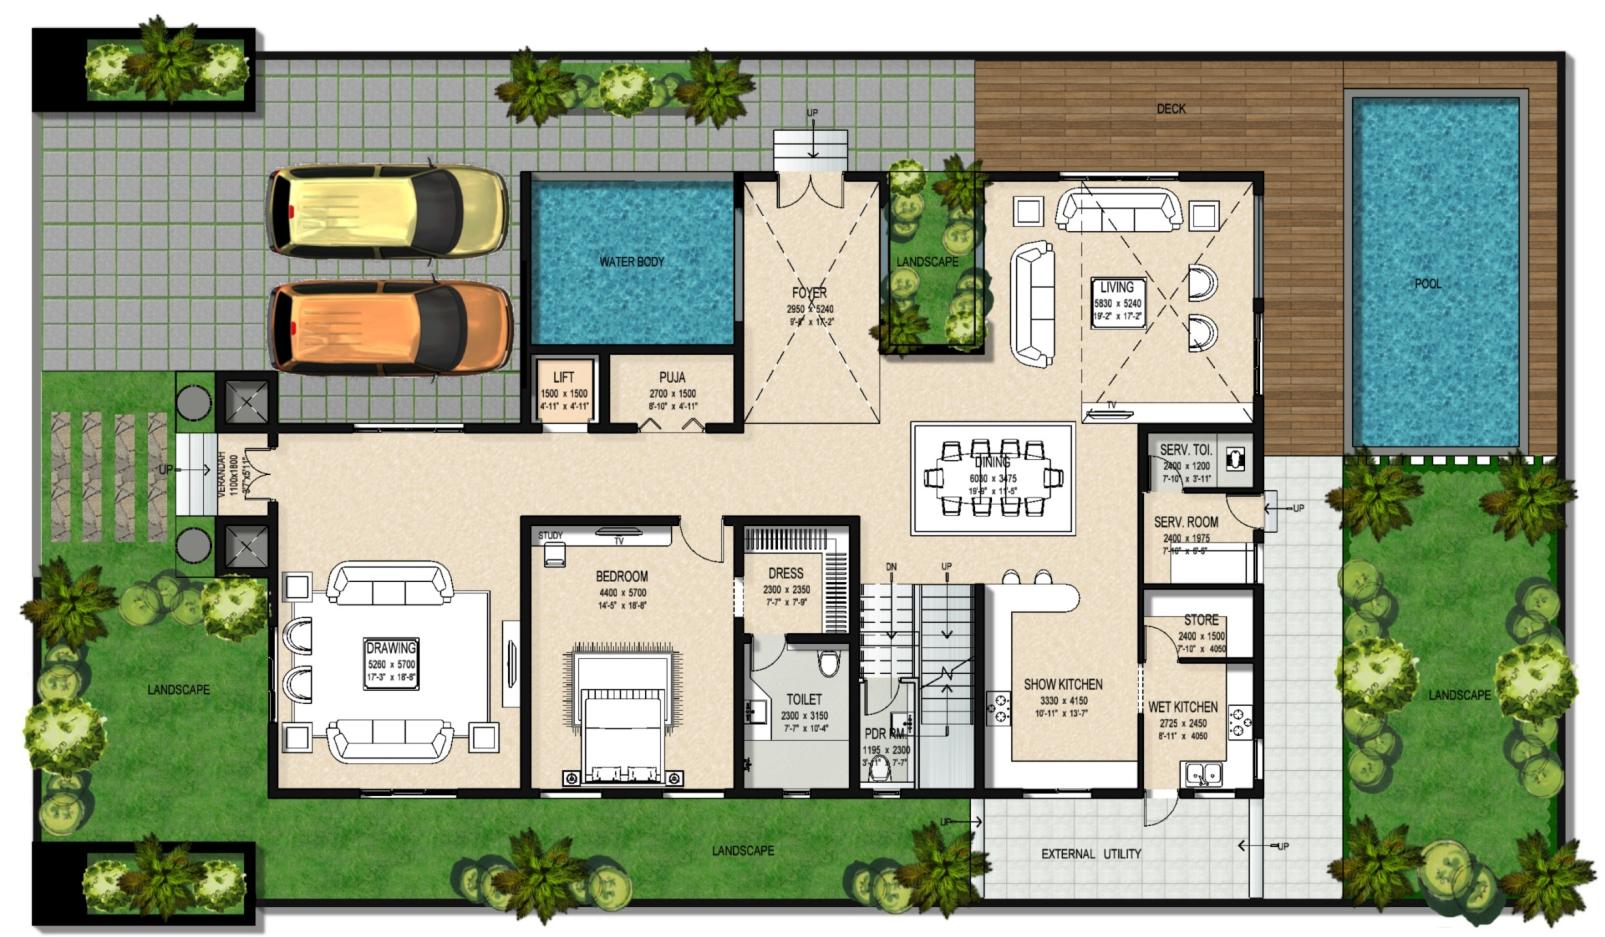 DECK
UP
POOL
WATER BODY
LANDSCAPE
FOYER
2950 x 5240
9'-8" x 17'-2"
LIVING
5830 x 5240
19'-2" x 17'-2"
TV
LIFT
1500 x 1500
4'-11" x 4'-11"
PUJA
2700 x 1500
8'-10" x 4'-11"
UP
VERANDAH
1100x1800
3'7"x5'11"
DINING
6030 x 3475
19'-9" x 11'-5"
SERV. TOI.
2400 x 1200
7'-10" x 3'-11"
SERV. ROOM
2400 x 1975
7'-10" x 6'-6"
UP
STUDY
TV
BEDROOM
4400 x 5700
14'-5" x 18'-8"
DRESS
2300 x 2350
7'-7" x 7'-9"
DN
UP
STORE
2400 x 1500
7'-10" x 4050
DRAWING
5260 x 5700
17'-3" x 18'-8"
LANDSCAPE
TOILET
2300 x 3150
7'-7" x 10'-4"
PDR RM.
1195 x 2300
3'-11" x 7'-7"
SHOW KITCHEN
3330 x 4150
10'-11" x 13'-7"
WET KITCHEN
2725 x 2450
8'-11" x 4050
LANDSCAPE
LANDSCAPE
UP
EXTERNAL UTILITY
UP